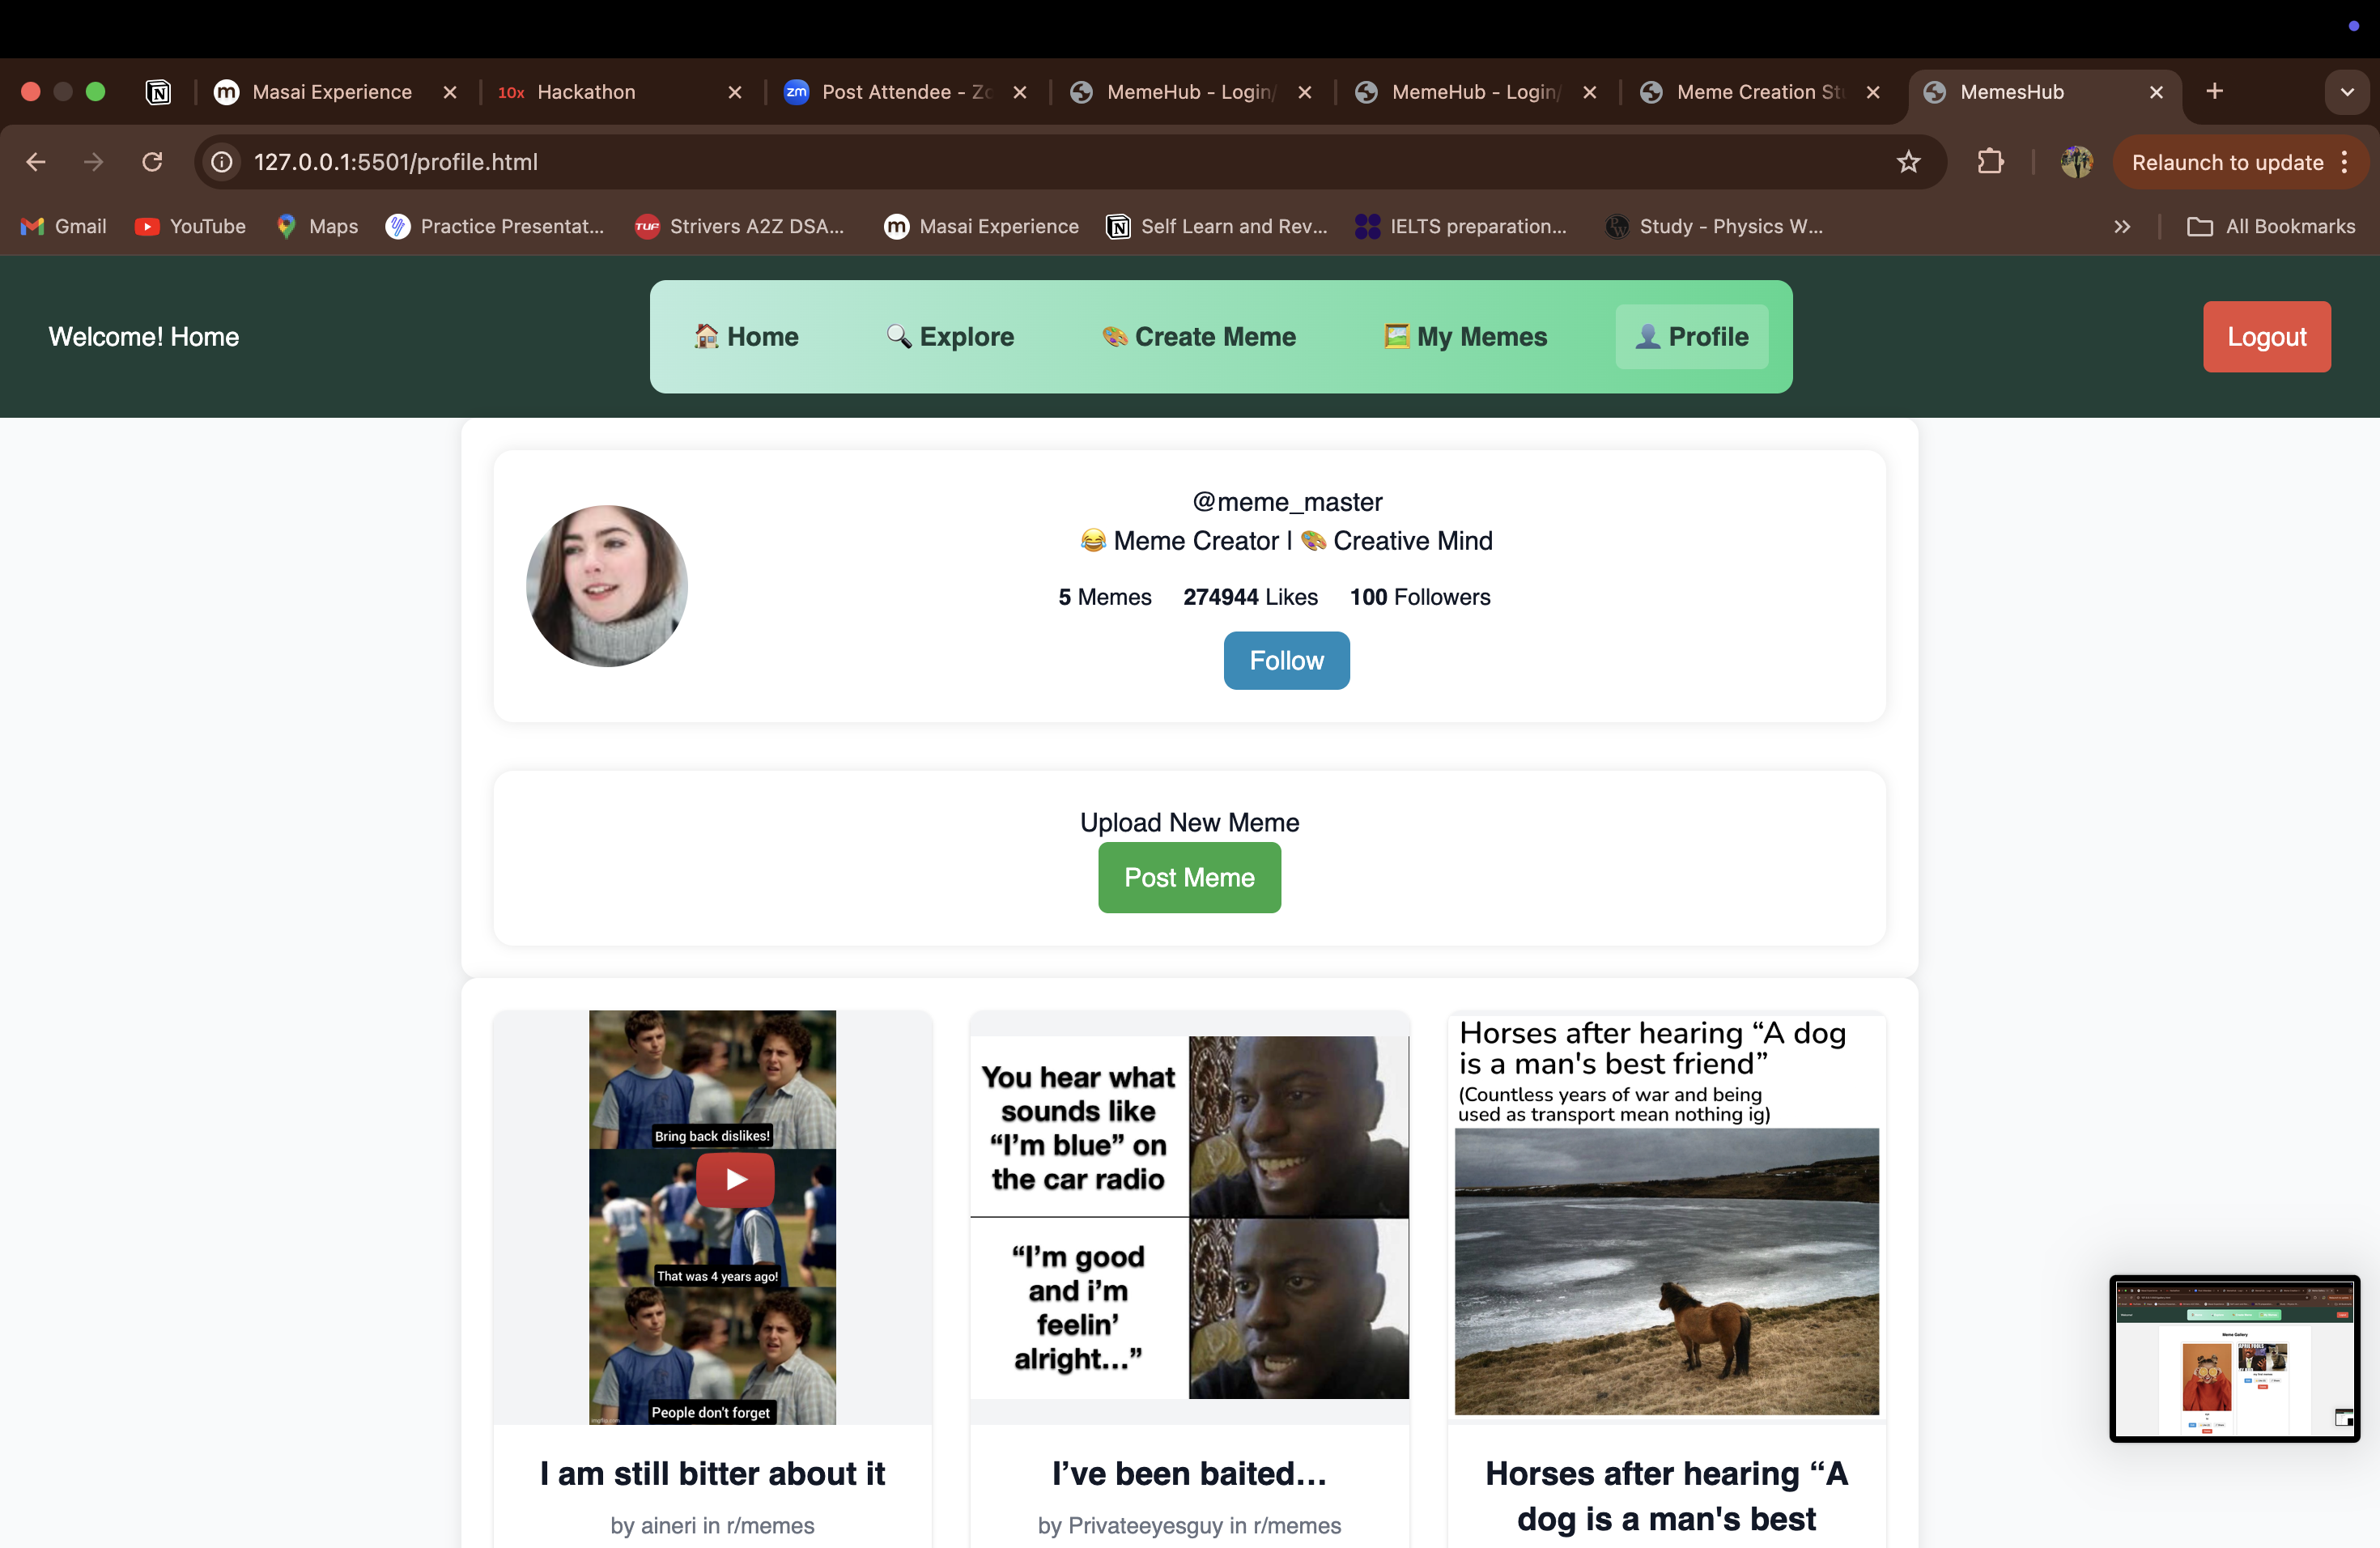 Masai Experience
10x Hackathon
zm Post Attendee - Zo
MemeHub - Login/
MemeHub - Login/
Meme Creation Stu
MemesHub
127.0.0.1:5501/profile.html
Relaunch to update
Gmail
YouTube
Maps
Practice Presentat...
TUF Strivers A2Z DSA...
Masai Experience
Self Learn and Rev...
IELTS preparation...
Study - Physics W...
All Bookmarks
Welcome! Home
🏠 Home
🔍 Explore
🎨 Create Meme
🖼️ My Memes
👤 Profile
Logout
@meme_master
😂 Meme Creator | 🎨 Creative Mind
5 Memes 274944 Likes 100 Followers
Follow
Upload New Meme
Post Meme
Bring back dislikes!
That was 4 years ago!
People don't forget
imgflip.com
I am still bitter about it
by aineri in r/memes
You hear what
sounds like
“I’m blue” on
the car radio
“I’m good
and i’m
feelin’
alright...”
I’ve been baited...
by Privateeyesguy in r/memes
Horses after hearing “A dog
is a man's best friend”
(Countless years of war and being
used as transport mean nothing ig)
Horses after hearing “A
dog is a man's best
Meme Gallery